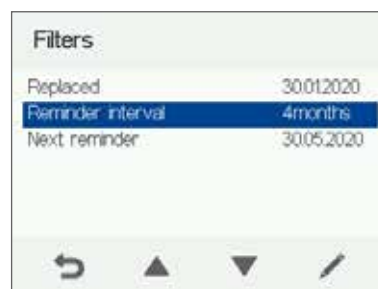 Filters
Replaced 30.01.2020
Reminder interval 4months
Next reminder 30.05.2020